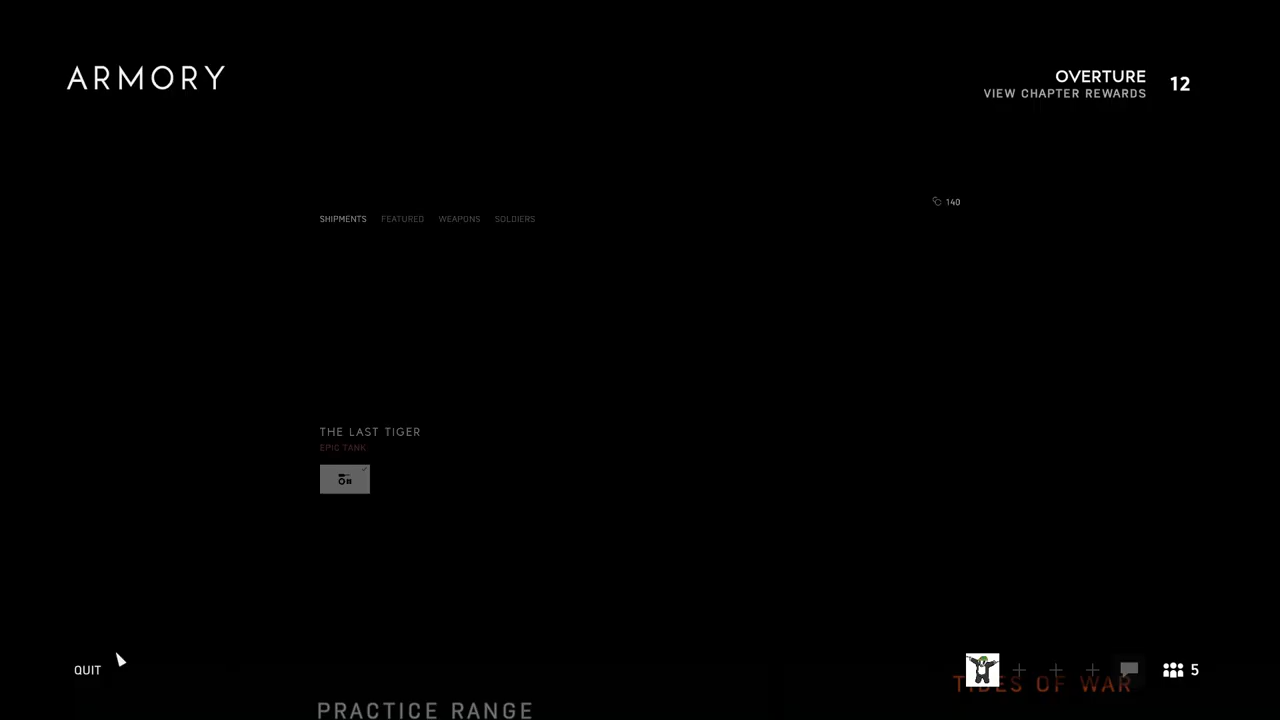 ARMORY
OVERTURE
VIEW CHAPTER REWARDS
12
140
SHIPMENTS FEATURED WEAPONS SOLDIERS
THE LAST TIGER
EPIC TANK
QUIT
5
TIDES OF WAR
PRACTICE RANGE